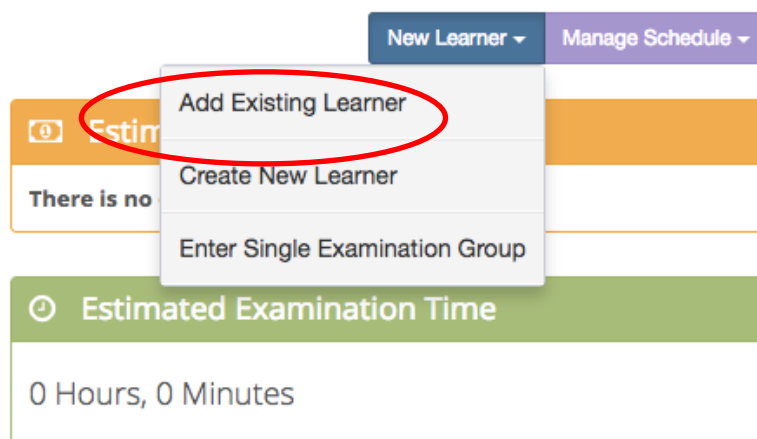 New Learner
Manage Schedule
Add Existing Learner
Estim
Create New Learner
There is no
Enter Single Examination Group
Estimated Examination Time
0 Hours, 0 Minutes